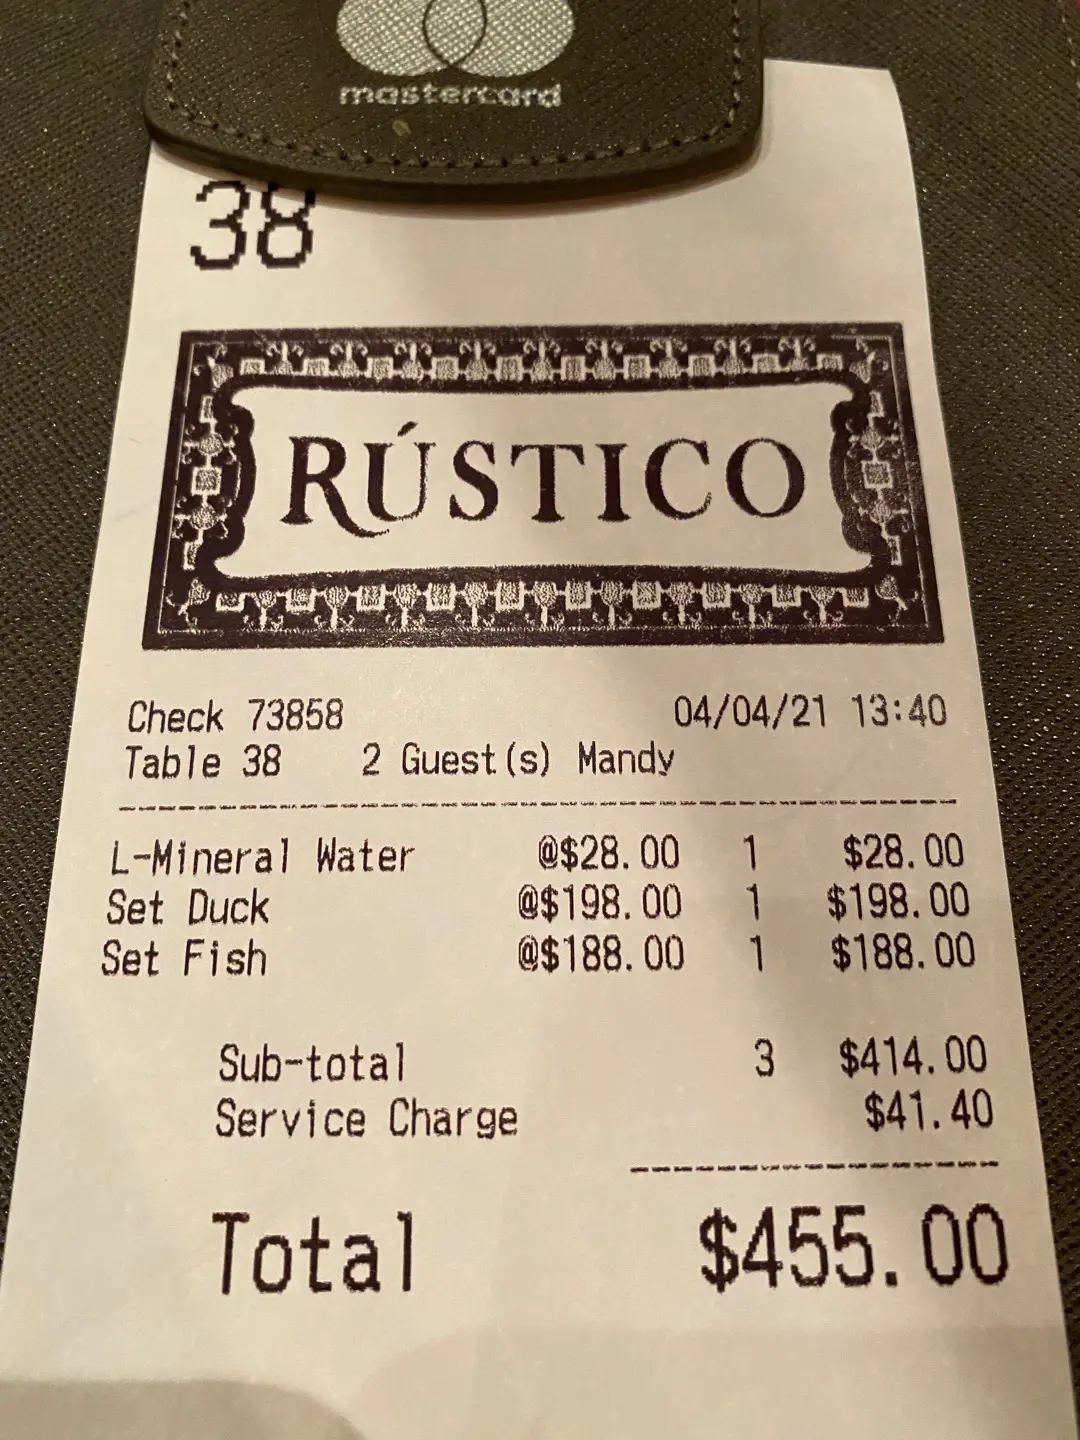 mastercard
38
RÚSTICO
Check 73858 04/04/21 13:40
Table 38 2 Guest(s) Mandy
L-Mineral Water @$28.00 1 $28.00
Set Duck @$198.00 1 $198.00
Set Fish @$188.00 1 $188.00
Sub-total 3 $414.00
Service Charge $41.40
Total $455.00